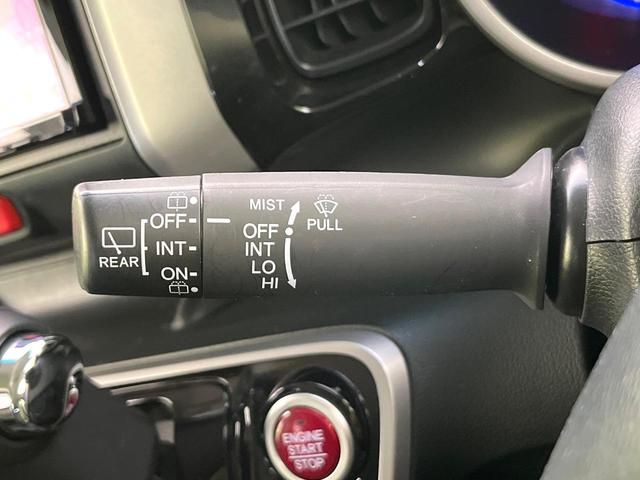 REAR
OFF
INT
ON
MIST
PULL
OFF
INT
LO
HI
ENGINE
START
STOP